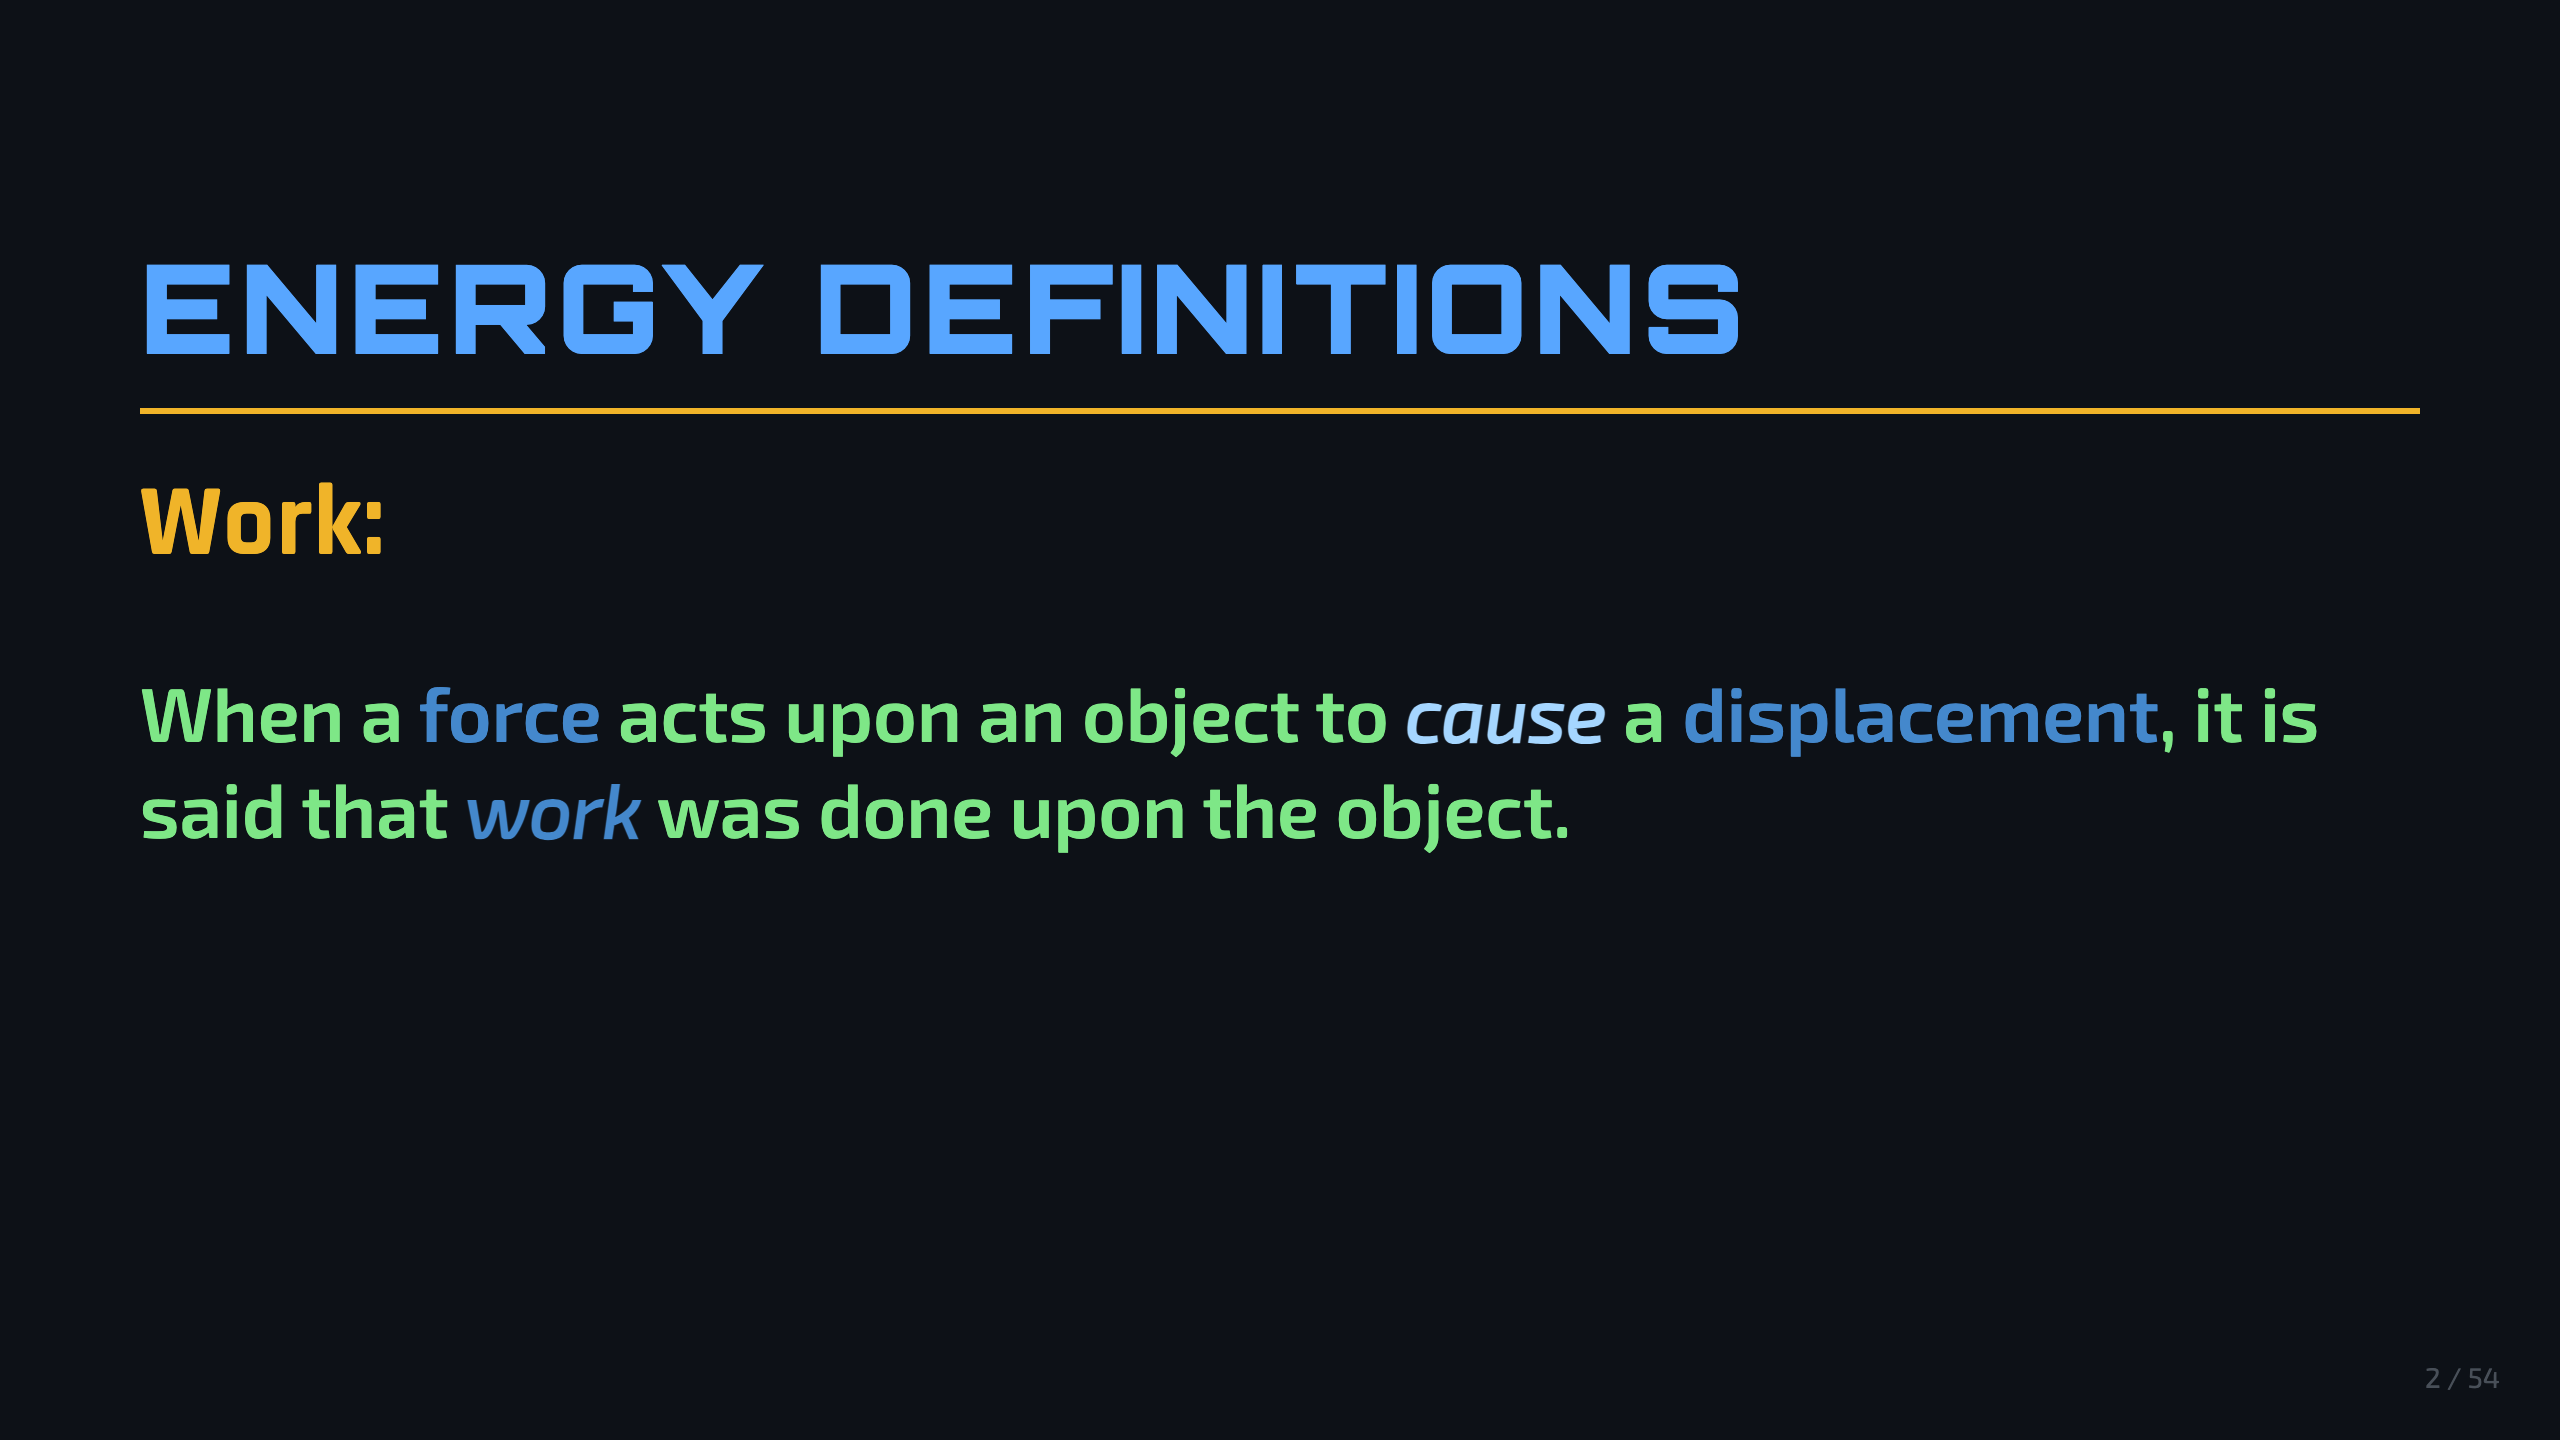 ENERGY DEFINITIONS
Work:
When a force acts upon an object to cause a displacement, it is
said that work was done upon the object.
2 / 54